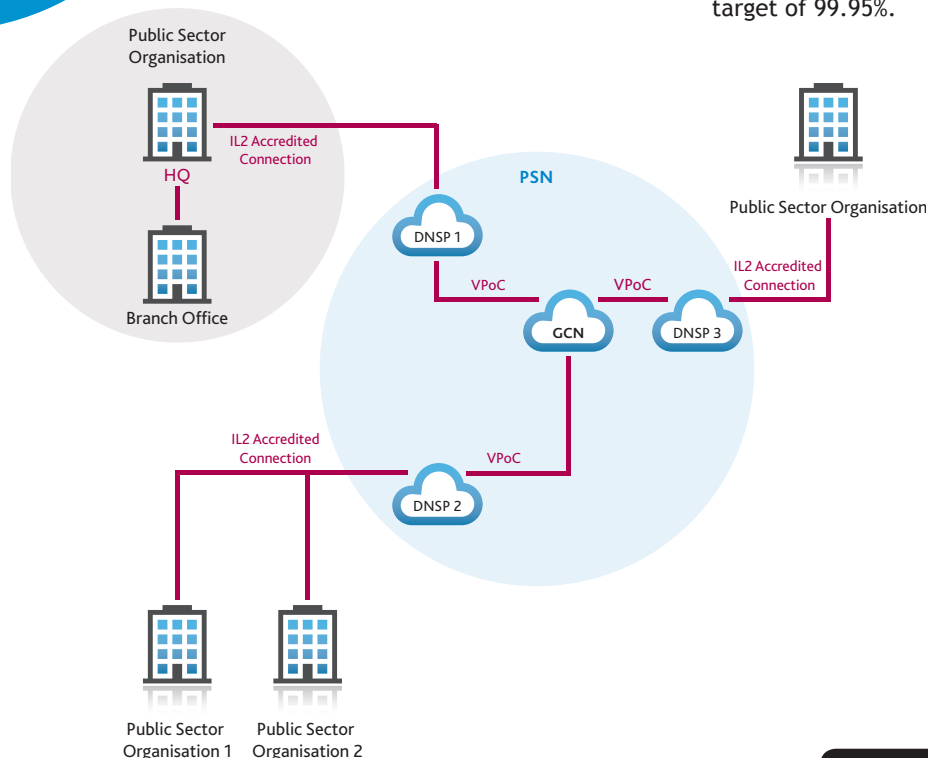 target of 99.95%.
Public Sector
Organisation
IL2 Accredited
Connection
HQ
Branch Office
PSN
DNSP 1
VPoC
VPoC
GCN
DNSP 3
Public Sector Organisation
IL2 Accredited
Connection
IL2 Accredited
Connection
VPoC
DNSP 2
Public Sector
Organisation 1
Public Sector
Organisation 2